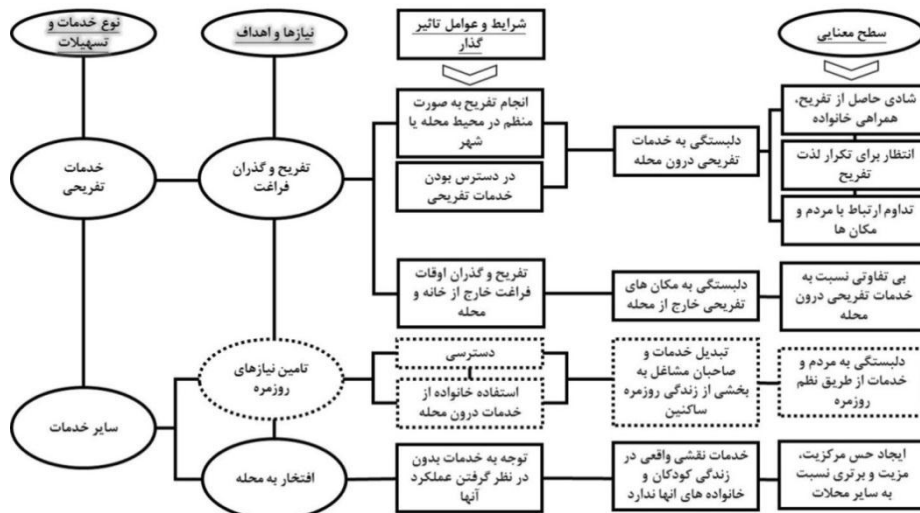 نوع خدمات و
تسهیلات
نیازها و اهداف
شرایط و عوامل تاثیر
گذار
سطح معنایی
خدمات
تفریحی
تفریح و گذران
فراغت
انجام تفریح به صورت
منظم در محیط محله یا
شهر
در دسترس بودن
خدمات تفریحی
دلبستگی به خدمات
تفریحی درون محله
شادی حاصل از تفریح،
همراهی خانواده
انتظار برای تکرار لذت
تفریح
تداوم ارتباط با مردم و
مکان ها
تفریح و گذران اوقات
فراغت خارج از خانه و
محله
دلبستگی به مکان های
تفریحی خارج از محله
بی تفاوتی نسبت به
خدمات تفریحی درون
محله
سایر خدمات
تامین نیازهای
روزمره
دسترسی
استفاده خانواده از
خدمات درون محله
تبدیل خدمات و
صاحبان مشاغل به
بخشی از زندگی روزمره
ساکنین
دلبستگی به مردم و
خدمات از طریق نظم
روزمره
افتخار به محله
توجه به خدمات بدون
در نظر گرفتن عملکرد
آنها
خدمات نقشی واقعی در
زندگی کودکان و
خانواده های انها ندارد
ایجاد حس مرکزیت،
مزیت و برتری نسبت
به سایر محلات